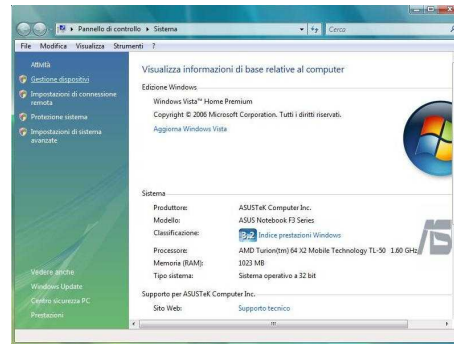 Pannello di controllo ▸ Sistema
Cerca
File Modifica Visualizza Strumenti ?
Attività
Gestione dispositivi
Impostazioni di connessione
remota
Protezione sistema
Impostazioni di sistema
avanzate
Vedere anche
Windows Update
Centro sicurezza PC
Prestazioni
Visualizza informazioni di base relative al computer
Edizione Windows
Windows Vista™ Home Premium
Copyright © 2006 Microsoft Corporation. Tutti i diritti riservati.
Aggiorna Windows Vista
Sistema
Produttore: ASUSTeK Computer Inc.
Modello: ASUS Notebook F3 Series
Classificazione: 3,2 Indice prestazioni Windows
Processore: AMD Turion(tm) 64 X2 Mobile Technology TL-50 1.60 GHz
Memoria (RAM): 1023 MB
Tipo sistema: Sistema operativo a 32 bit
Supporto per ASUSTeK Computer Inc.
Sito Web: Supporto tecnico